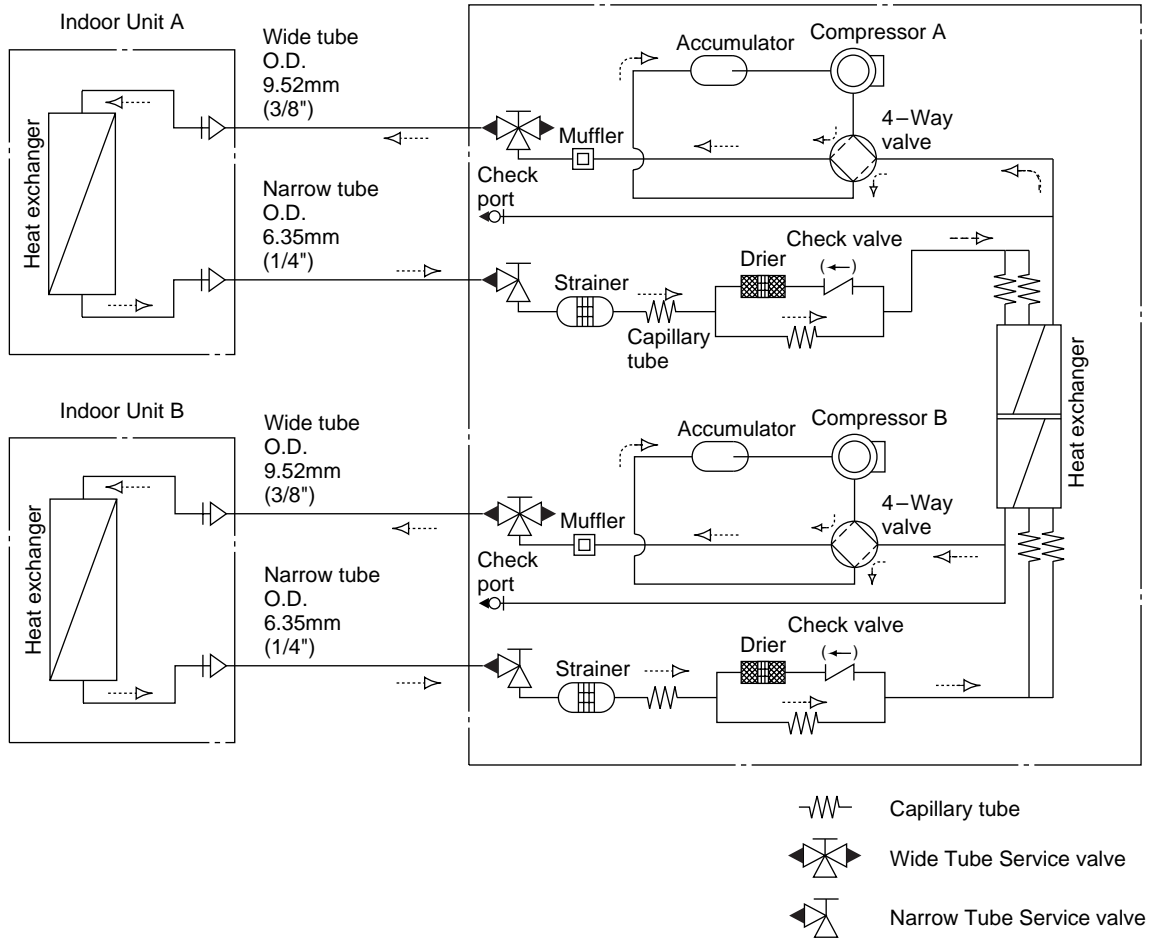 Indoor Unit A
Wide tube
O.D.
9.52mm
(3/8")
Narrow tube
O.D.
6.35mm
(1/4")
Heat exchanger
Accumulator
Compressor A
4–Way
valve
Muffler
Check
port
Check valve
Drier
Strainer
Capillary
tube
Heat exchanger
Indoor Unit B
Wide tube
O.D.
9.52mm
(3/8")
Narrow tube
O.D.
6.35mm
(1/4")
Heat exchanger
Accumulator
Compressor B
4–Way
valve
Muffler
Check
port
Check valve
Drier
Strainer
Capillary tube
Wide Tube Service valve
Narrow Tube Service valve